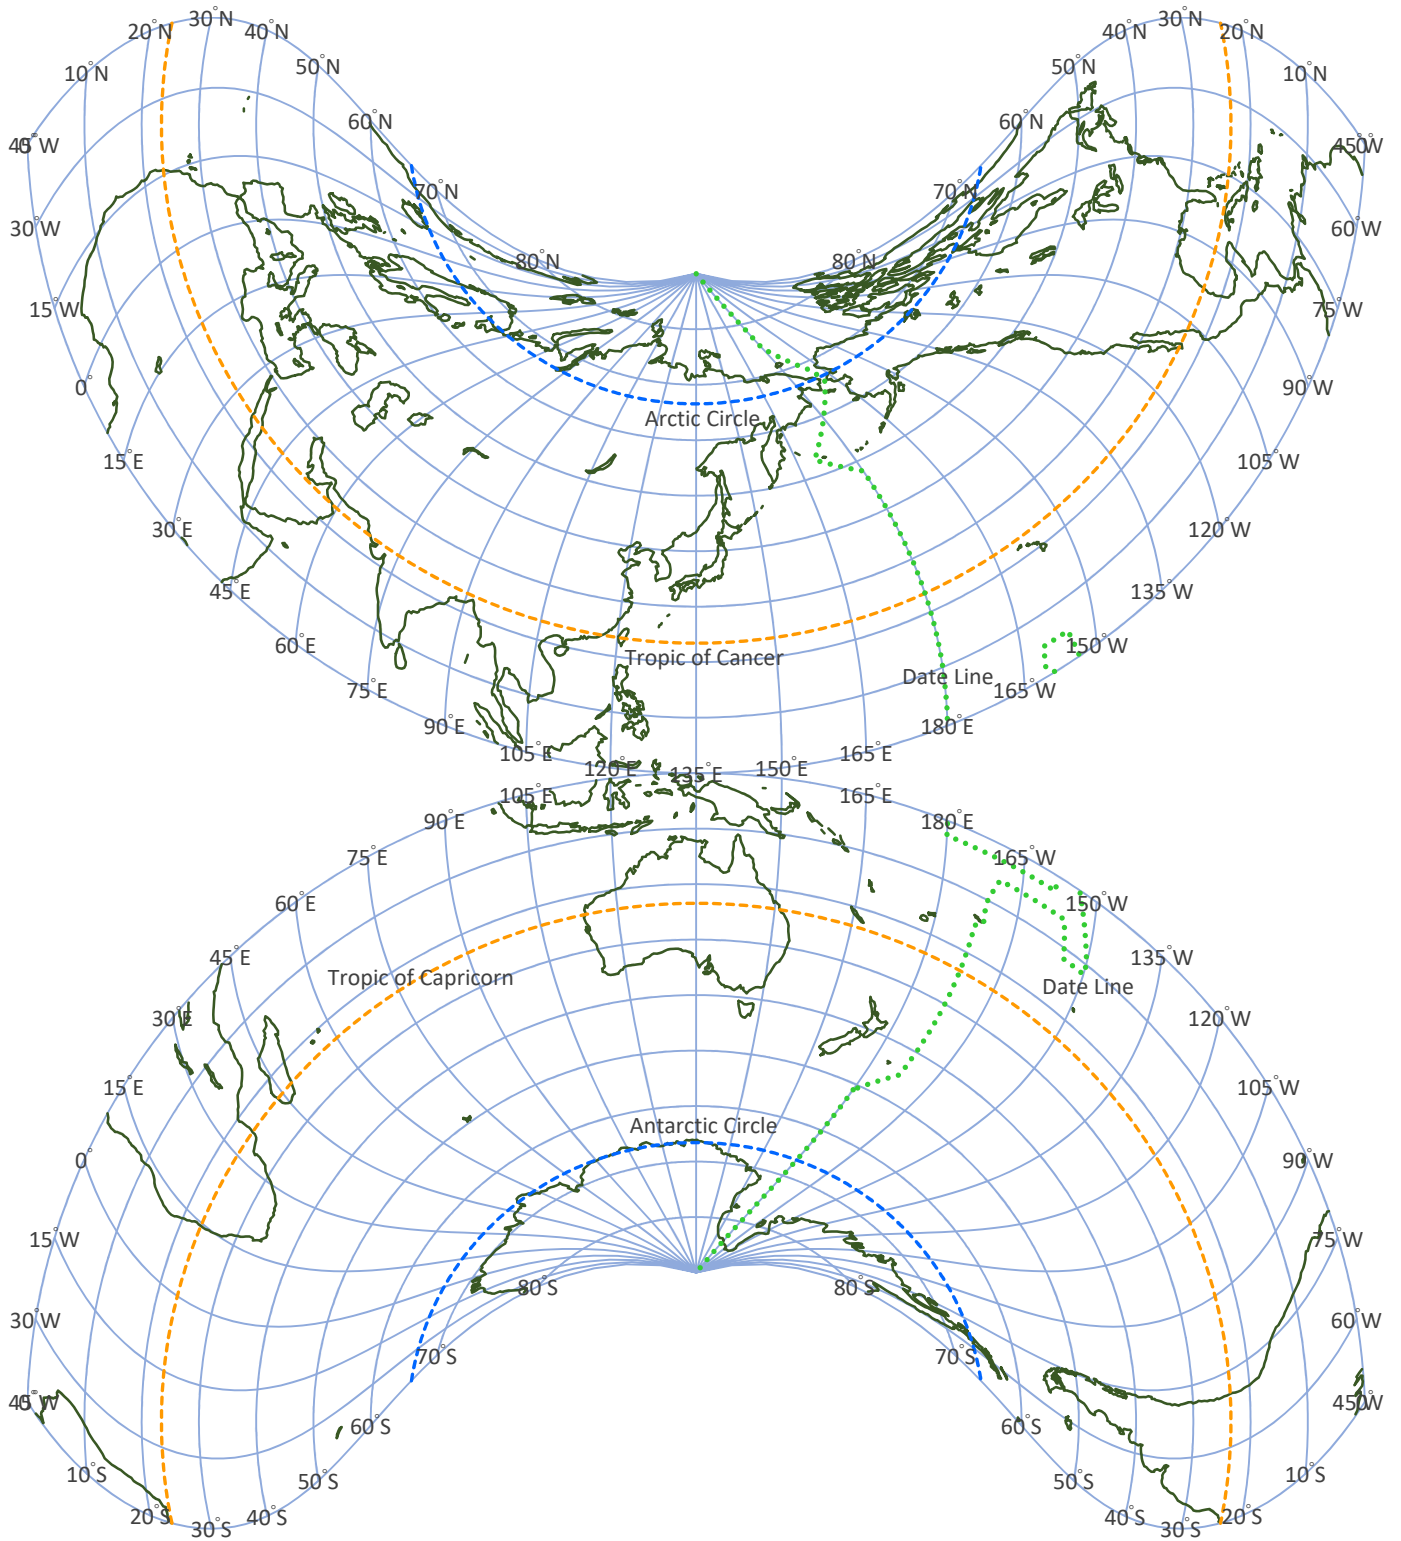 30°N
30°N
20°N
40°N
40°N
20°N
10°N
50°N
50°N
10°N
60°N
60°N
45°W
0°
45°W
0°
70°N
70°N
30°W
60°W
80°N
80°N
15°W
75°W
0°
90°W
Arctic Circle
15°E
105°W
30°E
120°W
45°E
135°W
60°E
150°W
Tropic of Cancer
75°E
Date Line
165°W
90°E
180°E
105°E
165°E
120°E
135°E
150°E
105°E
165°E
90°E
180°E
75°E
165°W
60°E
150°W
45°E
135°W
Tropic of Capricorn
Date Line
30°E
120°W
15°E
105°W
Antarctic Circle
0°
90°W
15°W
75°W
80°S
80°S
30°W
60°W
70°S
70°S
45°W
0°
45°W
0°
60°S
60°S
10°S
50°S
50°S
10°S
20°S
40°S
40°S
20°S
30°S
30°S